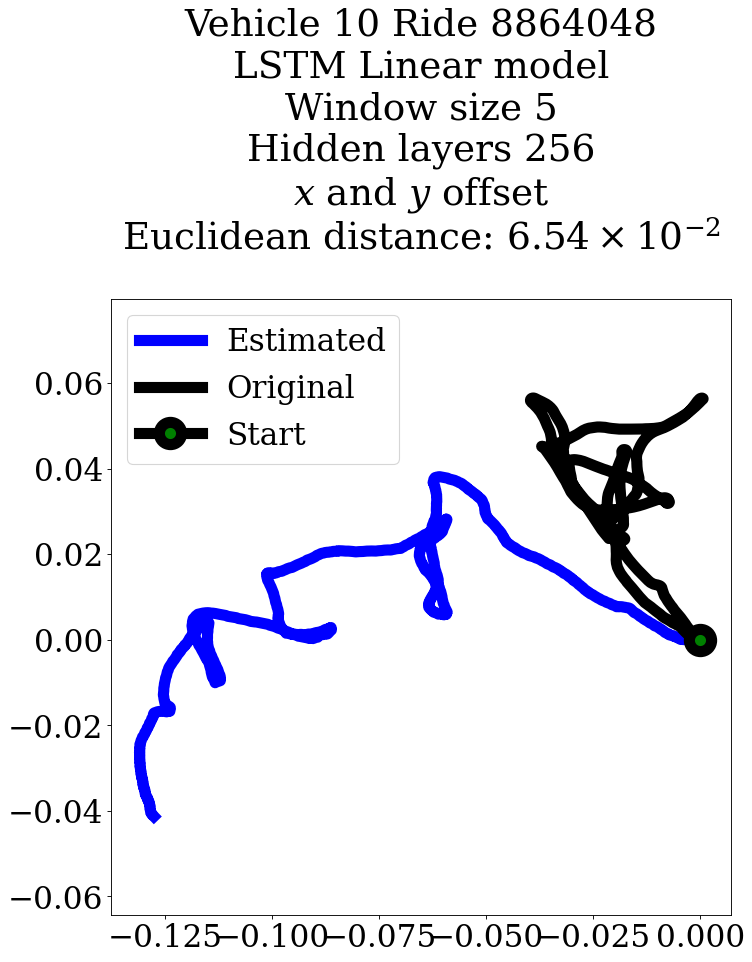 Vehicle 10 Ride 8864048
LSTM Linear model
Window size 5
Hidden layers 256
x and y offset
Euclidean distance: 6.54 × 10⁻²
Estimated
Original
Start
0.06
0.04
0.02
0.00
−0.02
−0.04
−0.06
−0.125 −0.100 −0.075 −0.050 −0.025 0.000